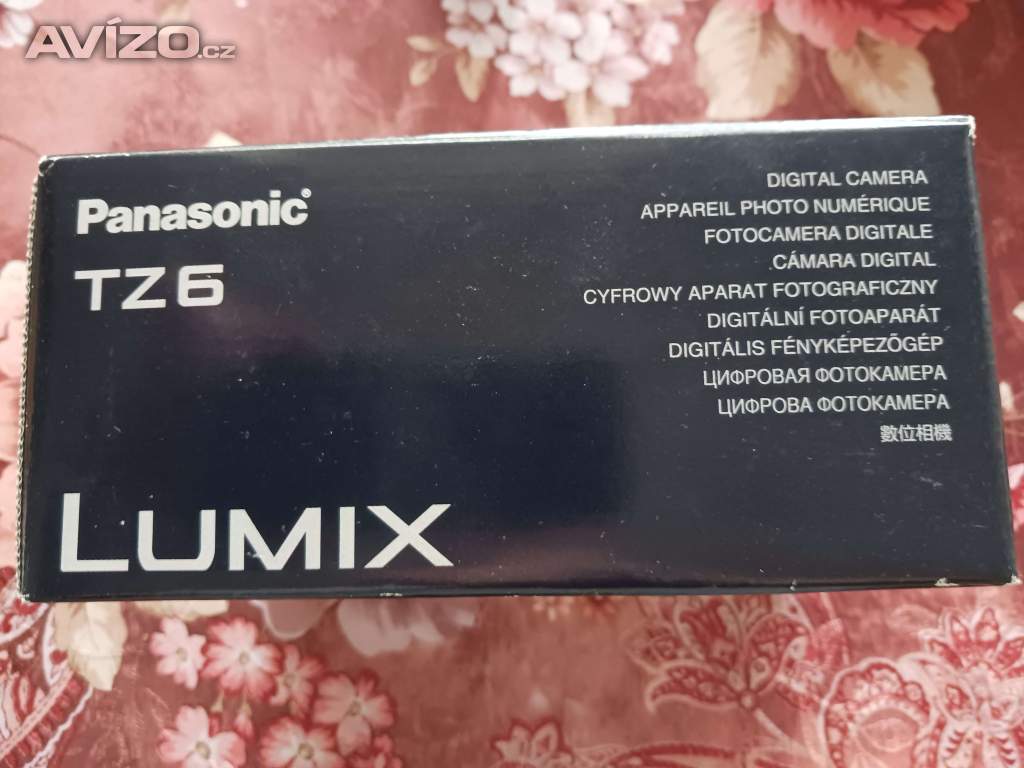 AVÍZO.cz
Panasonic®
TZ6
DIGITAL CAMERA
APPAREIL PHOTO NUMÉRIQUE
FOTOCAMERA DIGITALE
CÁMARA DIGITAL
CYFROWY APARAT FOTOGRAFICZNY
DIGITÁLNÍ FOTOAPARÁT
DIGITÁLIS FÉNYKÉPEZŐGÉP
ЦИФРОВАЯ ФОТОКАМЕРА
ЦИФРОВА ФОТОКАМЕРА
數位相機
LUMIX